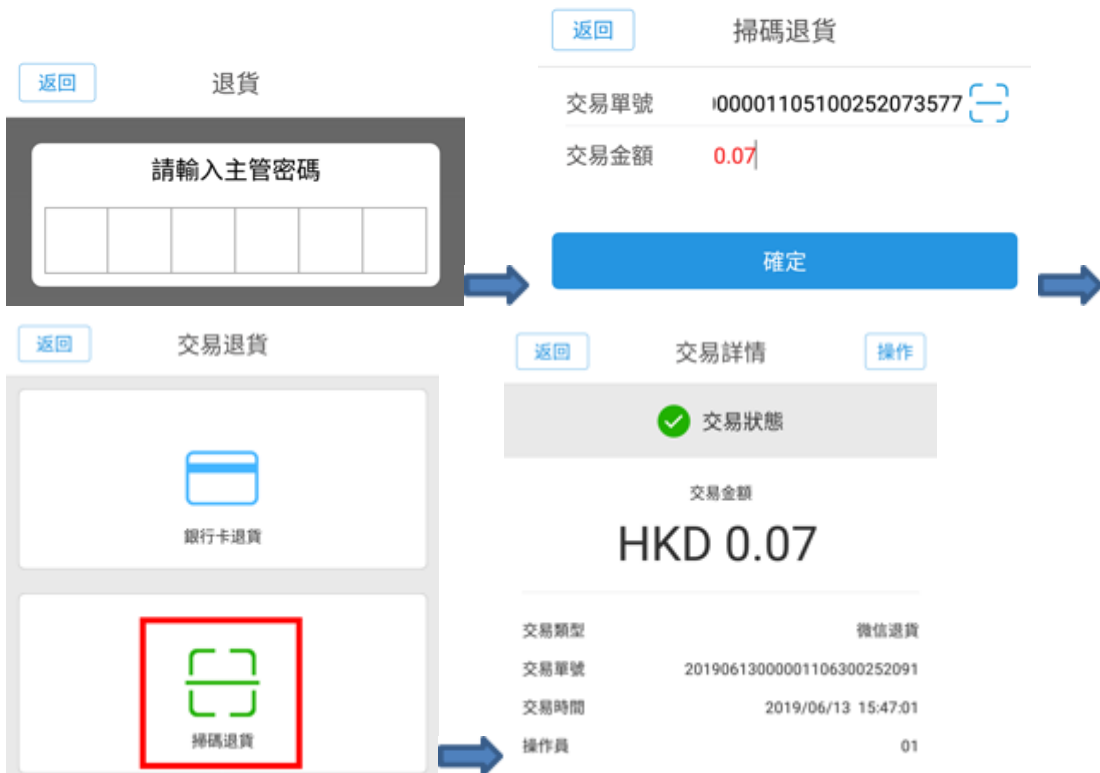 返回 退貨
請輸入主管密碼
返回 掃碼退貨
交易單號 00000110510025207​3577
交易金額 0.07
確定
返回 交易退貨
銀行卡退貨
掃碼退貨
返回 交易詳情 操作
交易狀態
交易金額
HKD 0.07
交易類型 微信退貨
交易單號 20190613000001106300252091
交易時間 2019/06/13 15:47:01
操作員 01